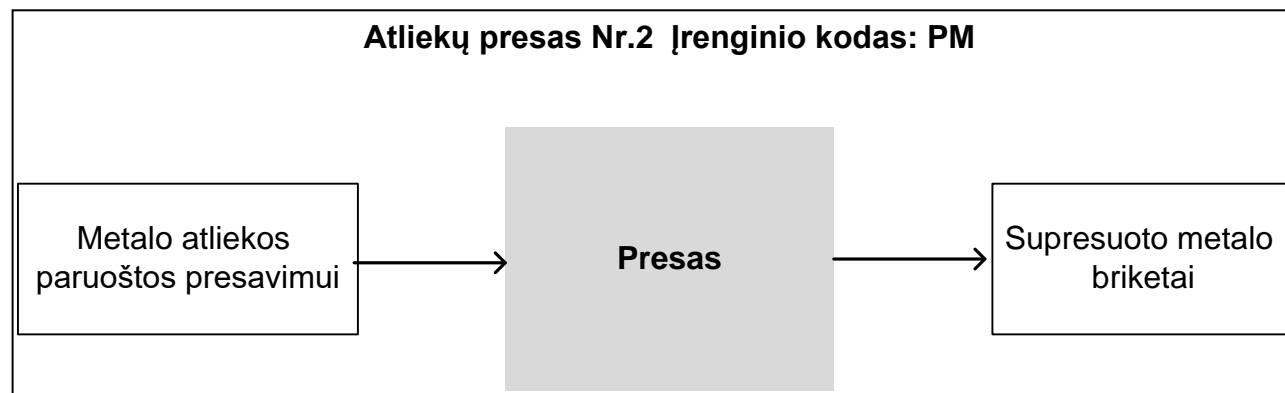 Atliekų presas Nr.2  Įrenginio kodas: PM
Metalo atliekos
paruoštos presavimui
Presas
Supresuoto metalo
briketai